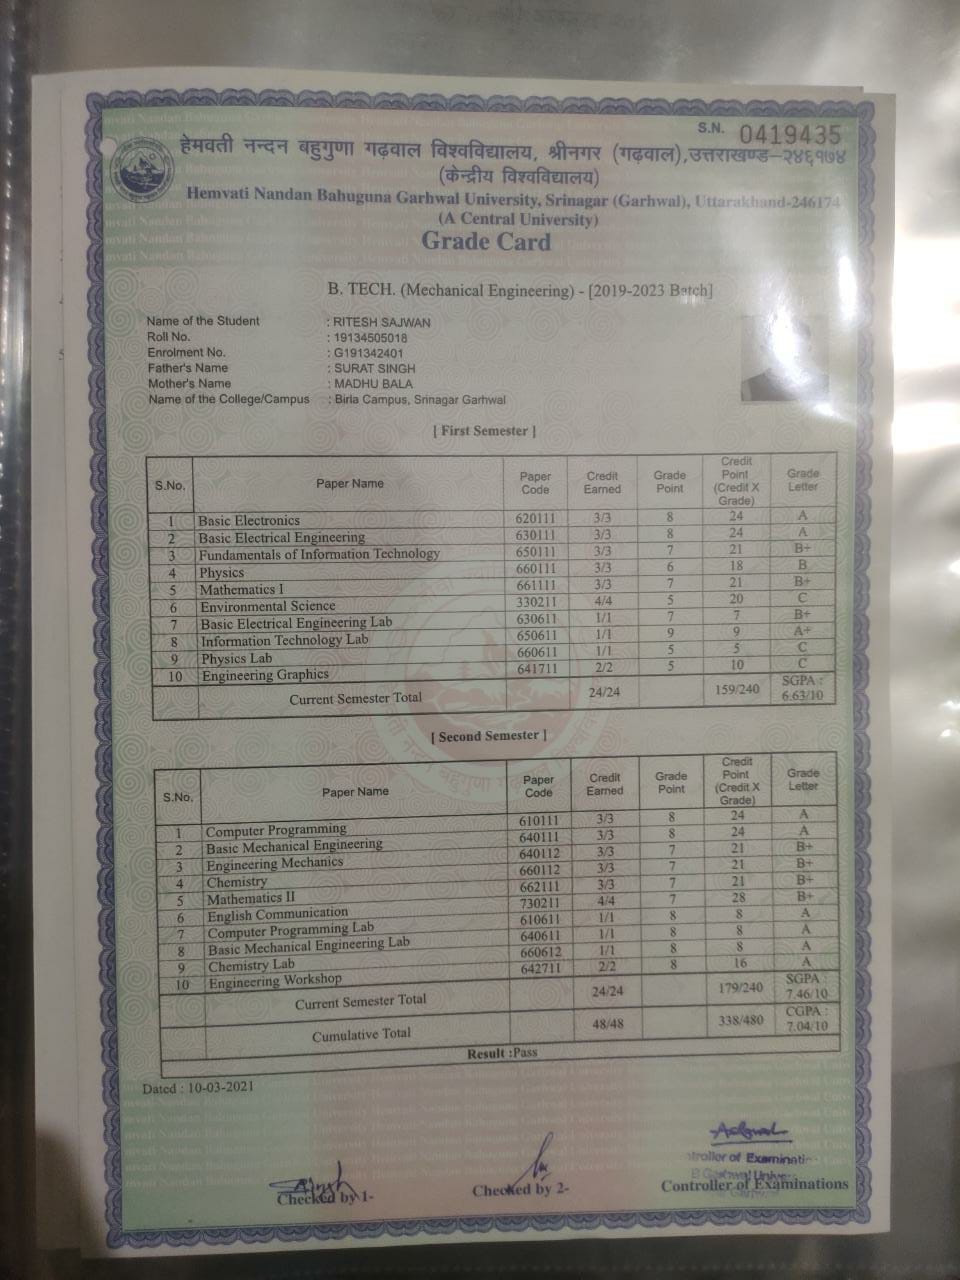 S.N. 0419435
हेमवती नन्दन बहुगुणा गढ़वाल विश्वविद्यालय, श्रीनगर (गढ़वाल),उत्तराखण्ड–२४६१७४
(केन्द्रीय विश्वविद्यालय)
Hemvati Nandan Bahuguna Garhwal University, Srinagar (Garhwal), Uttarakhand-246174
(A Central University)
Grade Card
B. TECH. (Mechanical Engineering) - [2019-2023 Batch]
Name of the Student : RITESH SAJWAN
Roll No. : 19134505018
Enrolment No. : G191342401
Father's Name : SURAT SINGH
Mother's Name : MADHU BALA
Name of the College/Campus : Birla Campus, Srinagar Garhwal
[ First Semester ]
S.No. Paper Name Paper Code Credit Earned Grade Point Credit Point (Credit X Grade) Grade Letter
1 Basic Electronics 620111 3/3 8 24 A
2 Basic Electrical Engineering 630111 3/3 8 24 A
3 Fundamentals of Information Technology 650111 3/3 7 21 B+
4 Physics 660111 3/3 6 18 B
5 Mathematics I 661111 3/3 7 21 B+
6 Environmental Science 330211 4/4 5 20 C
7 Basic Electrical Engineering Lab 630611 1/1 7 7 B+
8 Information Technology Lab 650611 1/1 9 9 A+
9 Physics Lab 660611 1/1 5 5 C
10 Engineering Graphics 641711 2/2 5 10 C
Current Semester Total 24/24 159/240 SGPA : 6.63/10
[ Second Semester ]
S.No. Paper Name Paper Code Credit Earned Grade Point Credit Point (Credit X Grade) Grade Letter
1 Computer Programming 610111 3/3 8 24 A
2 Basic Mechanical Engineering 640111 3/3 8 24 A
3 Engineering Mechanics 640112 3/3 7 21 B+
4 Chemistry 660112 3/3 7 21 B+
5 Mathematics II 662111 3/3 7 21 B+
6 English Communication 730211 4/4 7 28 B+
7 Computer Programming Lab 610611 1/1 8 8 A
8 Basic Mechanical Engineering Lab 640611 1/1 8 8 A
9 Chemistry Lab 660612 1/1 8 8 A
10 Engineering Workshop 642711 2/2 8 16 A
Current Semester Total 24/24 179/240 SGPA : 7.46/10
Cumulative Total 48/48 338/480 CGPA : 7.04/10
Result :Pass
Dated : 10-03-2021
Checked by 1-
Checked by 2-
Controller of Examinations